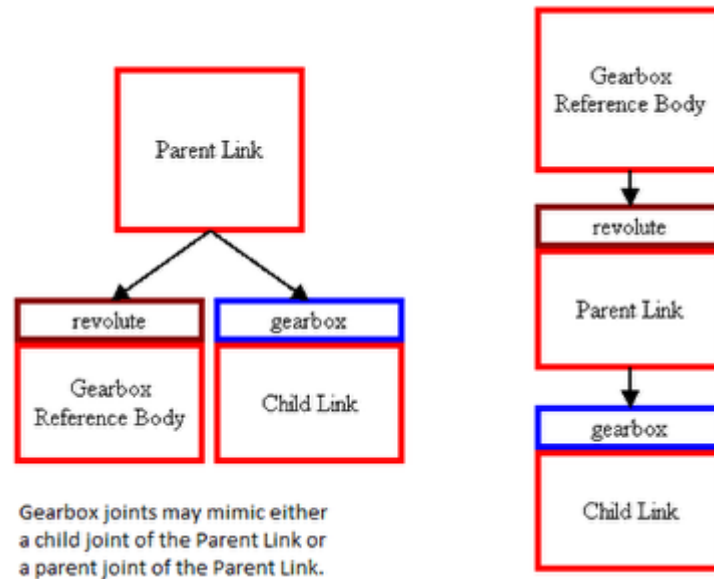 Parent Link
revolute
gearbox
Gearbox
Reference Body
Child Link
Gearbox joints may mimic either
a child joint of the Parent Link or
a parent joint of the Parent Link.
Gearbox
Reference Body
revolute
Parent Link
gearbox
Child Link